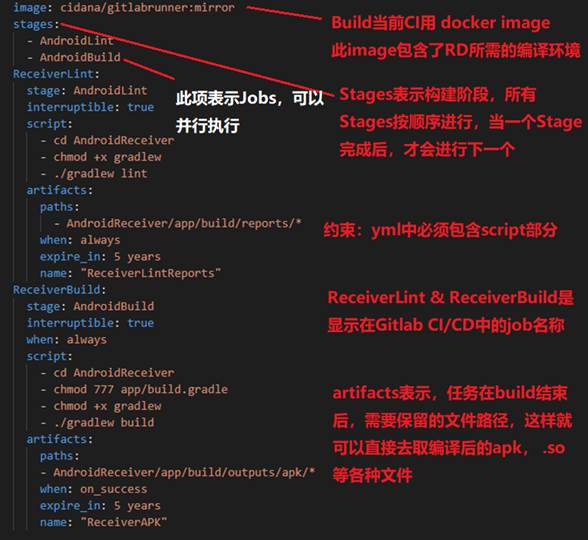 image: cidana/gitlabrunner:mirror
stages:
- AndroidLint
- AndroidBuild
ReceiverLint:
stage: AndroidLint
interruptible: true
script:
- cd AndroidReceiver
- chmod +x gradlew
- ./gradlew lint
artifacts:
paths:
- AndroidReceiver/app/build/reports/*
when: always
expire_in: 5 years
name: "ReceiverLintReports"
ReceiverBuild:
stage: AndroidBuild
interruptible: true
when: always
script:
- cd AndroidReceiver
- chmod 777 app/build.gradle
- chmod +x gradlew
- ./gradlew build
artifacts:
paths:
- AndroidReceiver/app/build/outputs/apk/*
when: on_success
expire_in: 5 years
name: "ReceiverAPK"
Build当前CI用 docker image
此image包含了RD所需的编译环境
此项表示Jobs，可以
并行执行
Stages表示构建阶段，所有
Stages按顺序进行，当一个Stage
完成后，才会进行下一个
约束：yml中必须包含script部分
ReceiverLint & ReceiverBuild是
显示在Gitlab CI/CD中的job名称
artifacts表示，任务在build结束
后，需要保留的文件路径，这样就
可以直接去取编译后的apk， .so
等各种文件